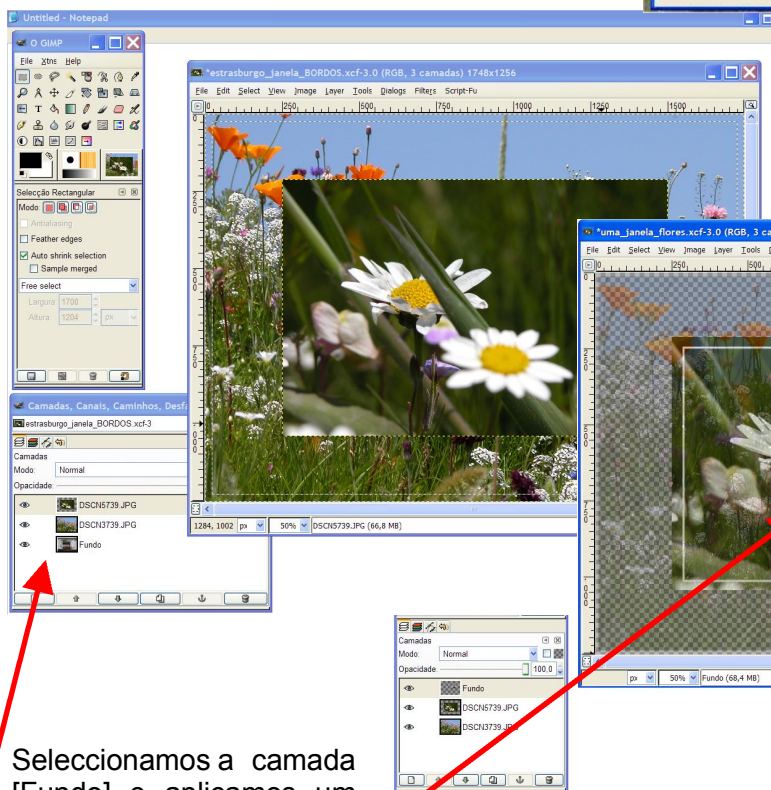 Untitled - Notepad
O GIMP
File Xtns Help
Selecção Rectangular
Modo:
Antialiasing
Feather edges
Auto shrink selection
Sample merged
Free select
Largura 1700
Altura: 1204 px
*estrasburgo_janela_BORDOS.xcf-3.0 (RGB, 3 camadas) 1748x1256
File Edit Select View Image Layer Tools Dialogs Filters Script-Fu
0 250 500 750 1000 1250 1500
1284, 1002 px 50% DSCN5739.JPG (66,8 MB)
*uma_janela_flores.xcf-3.0 (RGB, 3 ca
File Edit Select View Image Layer Tools
0 250 500
px 50% Fundo (68,4 MB)
Camadas, Canais, Caminhos, Desfa
estrasburgo_janela_BORDOS.xcf-3
Camadas
Modo: Normal
Opacidade:
DSCN5739.JPG
DSCN3739.JPG
Fundo
Camadas
Modo: Normal
Opacidade: 100,0
Fundo
DSCN5739.JPG
DSCN3739.JPG
Seleccionamos a camada
[Fundo] e aplicamos um